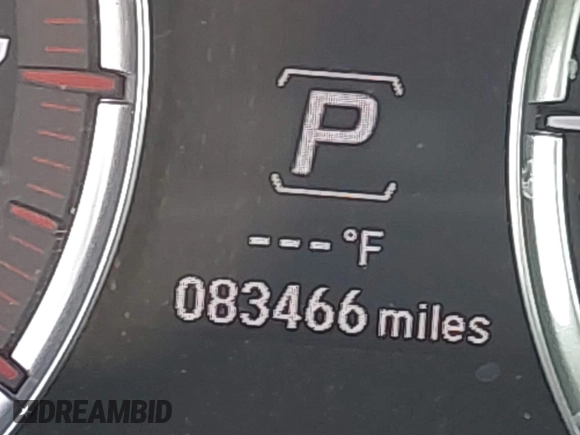 P
---°F
083466 miles
DREAMBID